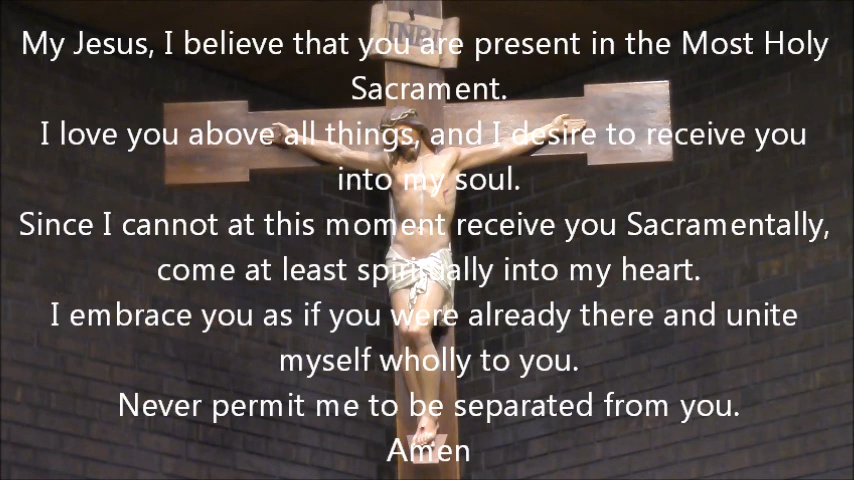 INRI
My Jesus, I believe that you are present in the Most Holy
Sacrament.
I love you above all things, and I desire to receive you
into my soul.
Since I cannot at this moment receive you Sacramentally,
come at least spiritually into my heart.
I embrace you as if you were already there and unite
myself wholly to you.
Never permit me to be separated from you.
Amen